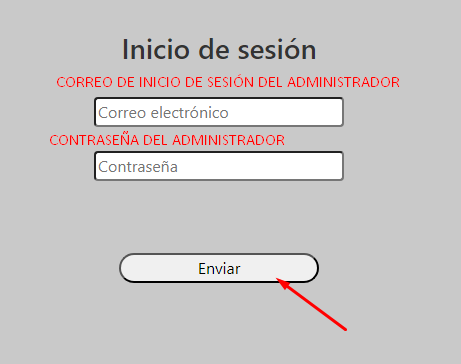 Inicio de sesión
CORREO DE INICIO DE SESIÓN DEL ADMINISTRADOR
Correo electrónico
CONTRASEÑA DEL ADMINISTRADOR
Contraseña
Enviar